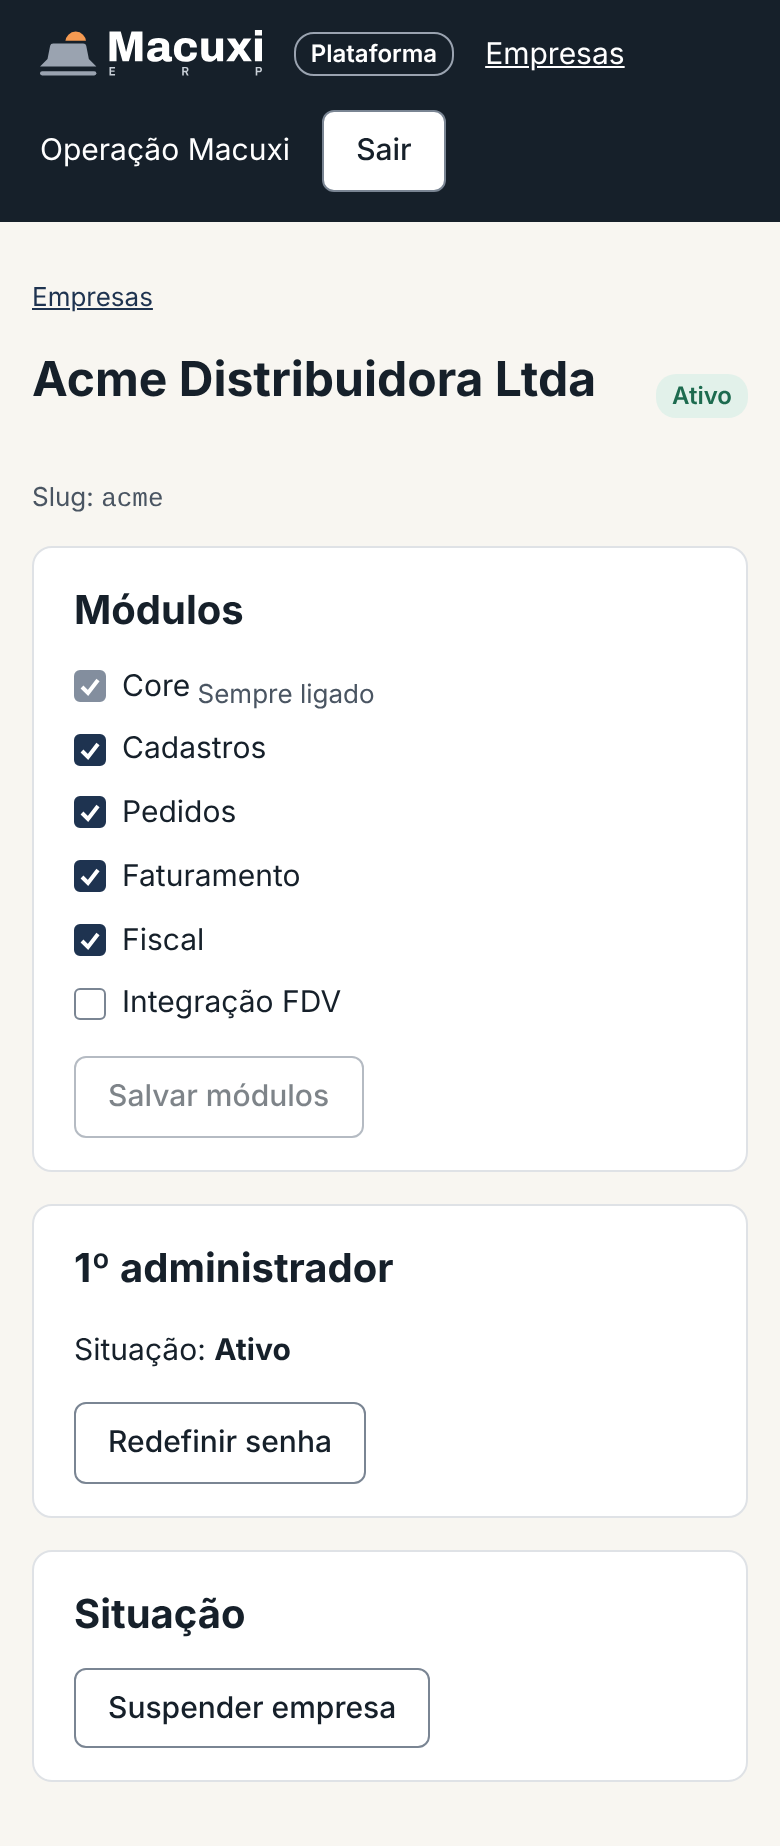 Macuxi
E R P
Plataforma
Empresas
Operação Macuxi
Sair
Empresas
Acme Distribuidora Ltda
Ativo
Slug: acme
Módulos
Core Sempre ligado
Cadastros
Pedidos
Faturamento
Fiscal
Integração FDV
Salvar módulos
1º administrador
Situação: Ativo
Redefinir senha
Situação
Suspender empresa